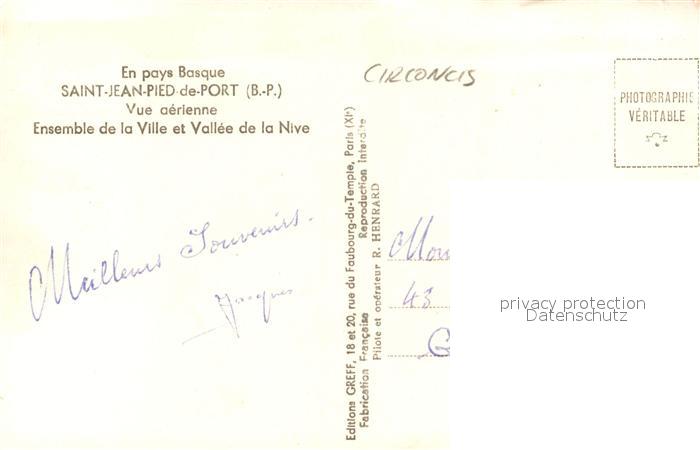 En pays Basque
SAINT-JEAN-PIED-de-PORT (B.-P.)
Vue aérienne
Ensemble de la Ville et Vallée de la Nive
Meilleurs Souvenirs.
Jacques
Editions GREFF, 18 et 20, rue du Faubourg-du-Temple, Paris (XIe)
Fabrication Française Reproduction Interdite
Pilote et opérateur R. HENRARD
CIRCONCIS
PHOTOGRAPHIE
VÉRITABLE
43
privacy protection
Datenschutz